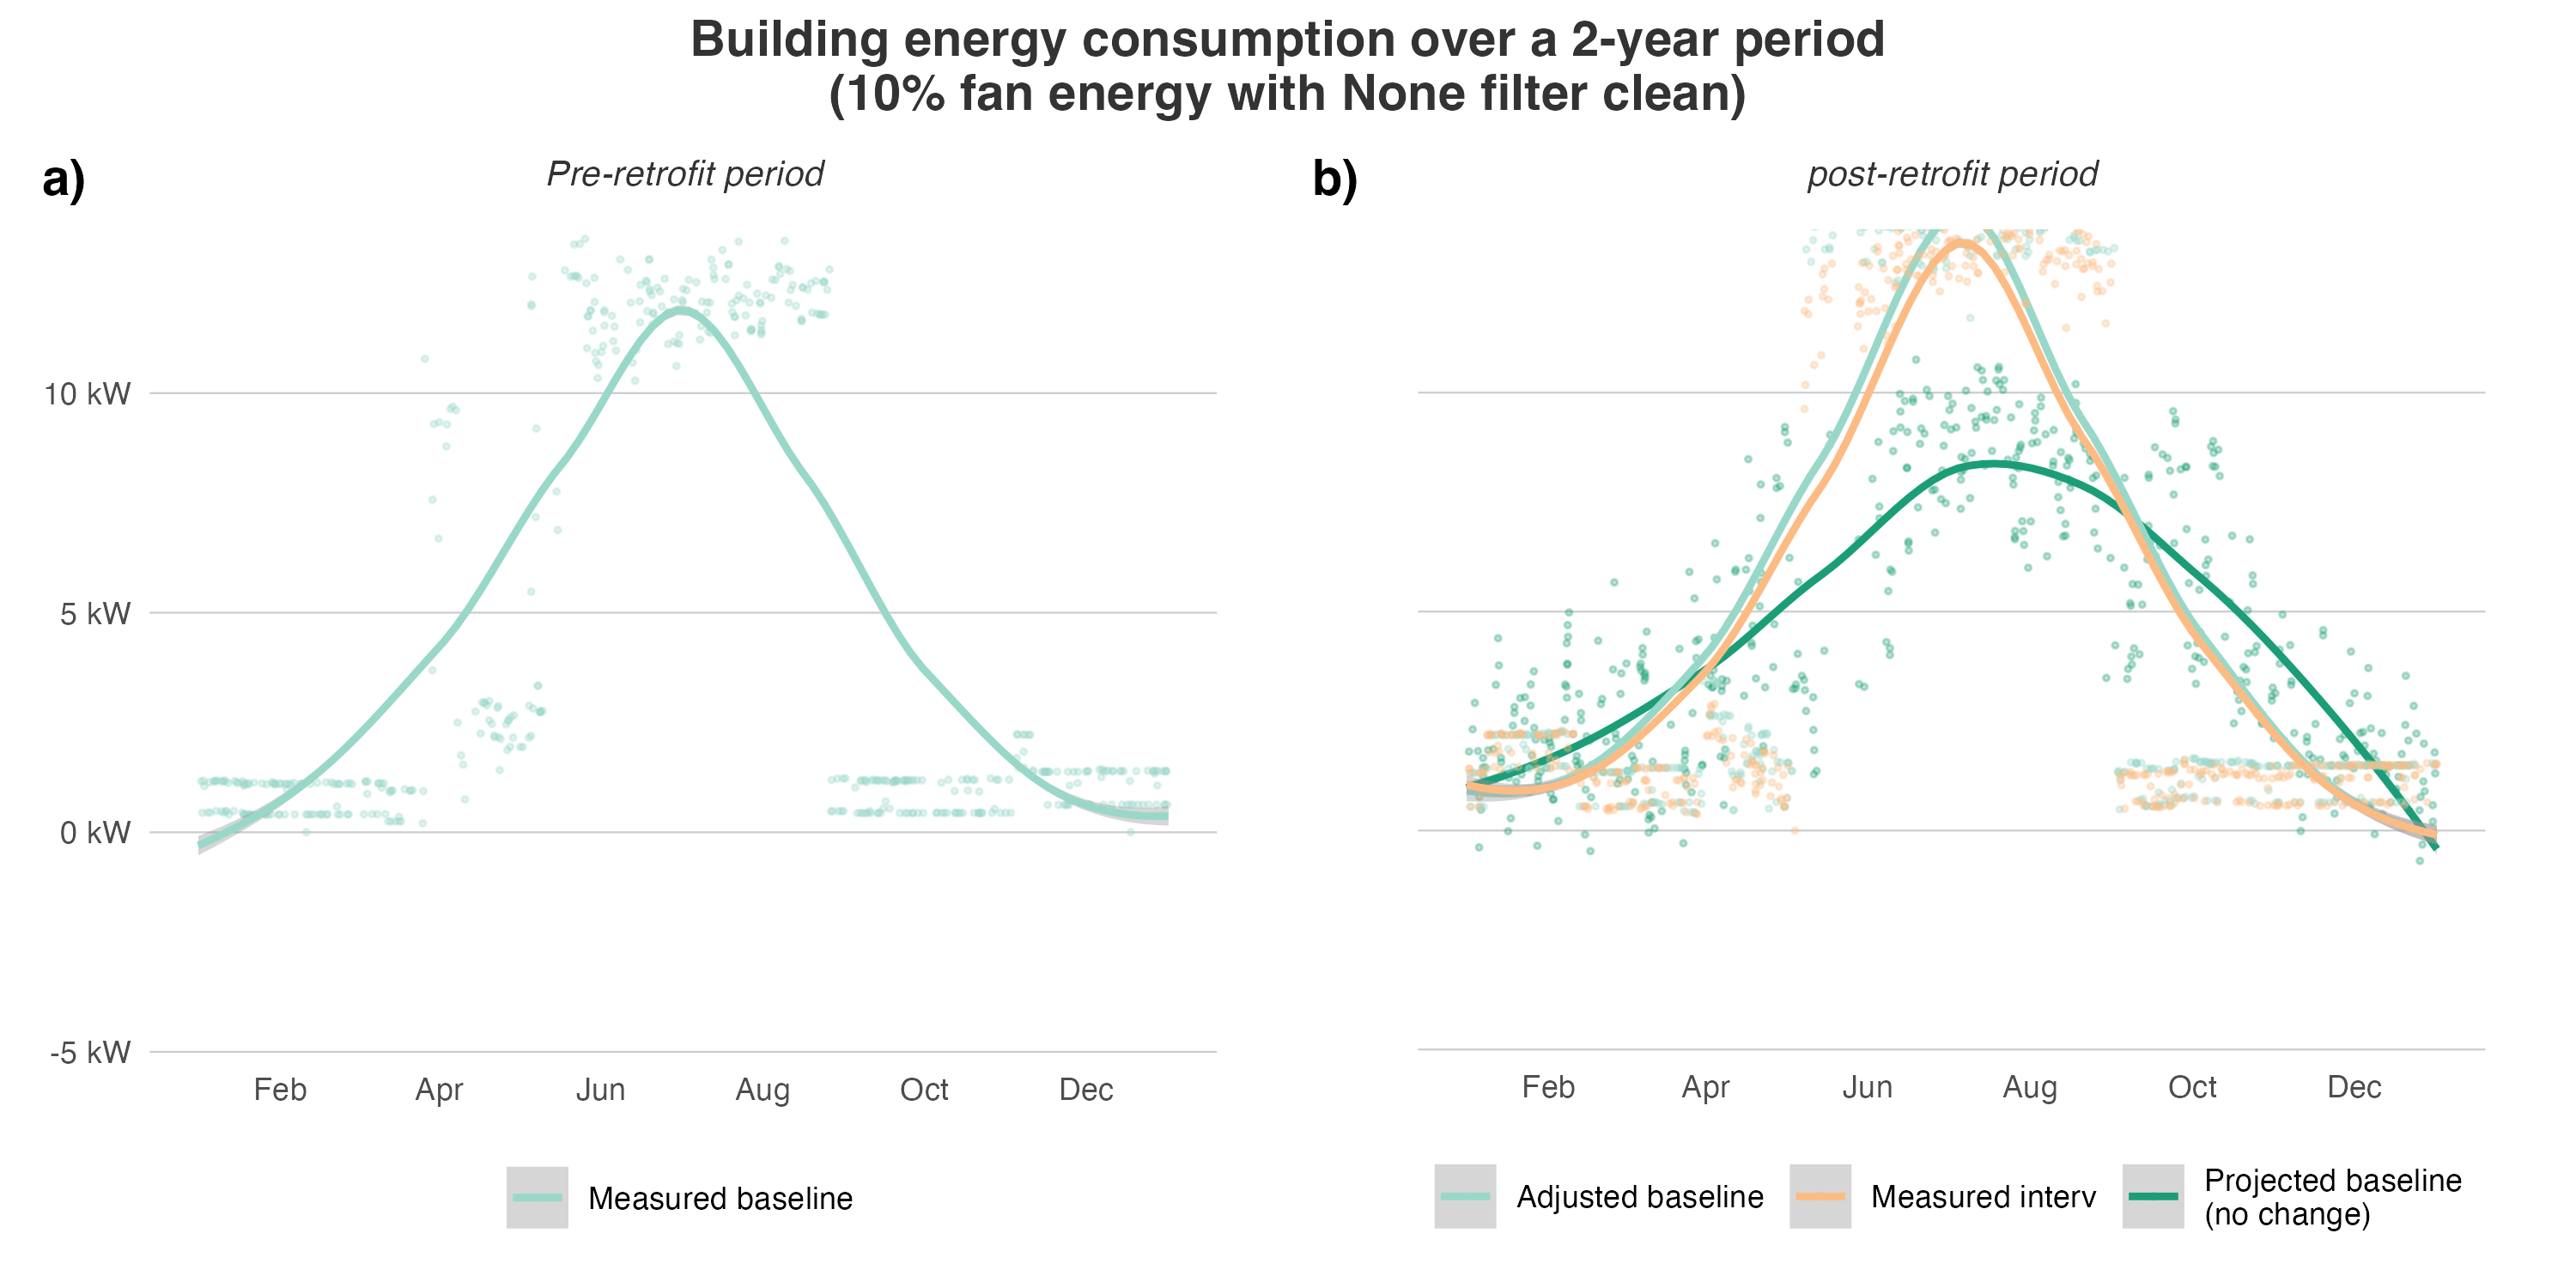 Building energy consumption over a 2-year period
(10% fan energy with None filter clean)
a)
Pre-retrofit period
10 kW
5 kW
0 kW
-5 kW
Feb Apr Jun Aug Oct Dec
Measured baseline
b)
post-retrofit period
Feb Apr Jun Aug Oct Dec
Adjusted baseline
Measured interv
Projected baseline
(no change)